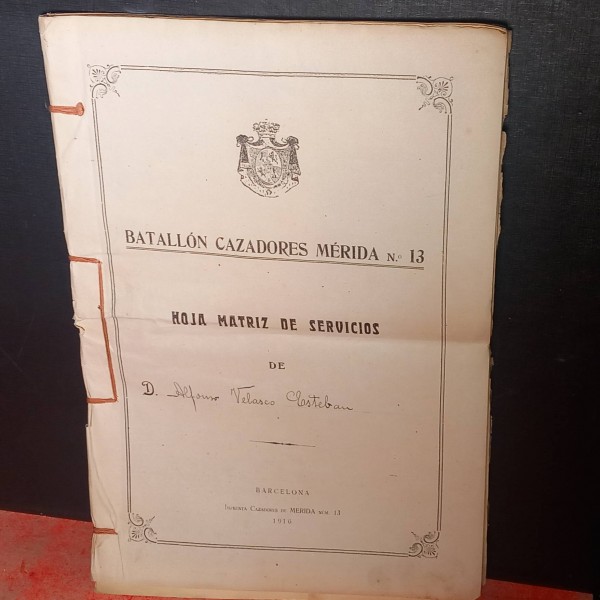 BATALLÓN CAZADORES MÉRIDA N.º 13
HOJA MATRIZ DE SERVICIOS
DE
D. Alfonso Velasco Esteban
BARCELONA
IMPRENTA CAZADORES DE MERIDA NÚM. 13
1916